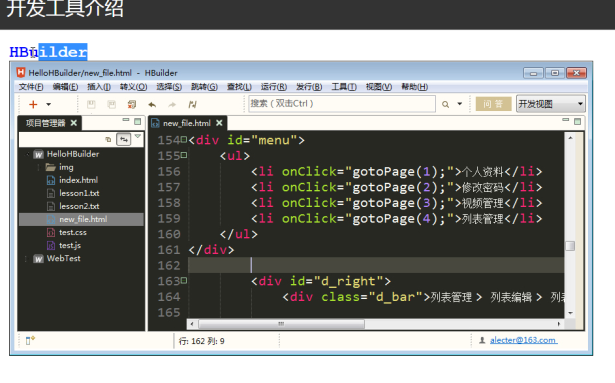 开发工具介绍
HBuilder
HelloHBuilder/new_file.html - HBuilder
文件(F) 编辑(E) 插入(I) 转义(O) 选择(S) 跳转(G) 查找(L) 运行(R) 发行(B) 工具(T) 视图(V) 帮助(H)
搜索（双击Ctrl） 问答 开发视图
项目管理器 new_file.html
HelloHBuilder
img
index.html
lesson1.txt
lesson2.txt
new_file.html
test.css
test.js
WebTest
154 <div id="menu">
155 <ul>
156 <li onClick="gotoPage(1);">个人资料</li>
157 <li onClick="gotoPage(2);">修改密码</li>
158 <li onClick="gotoPage(3);">视频管理</li>
159 <li onClick="gotoPage(4);">列表管理</li>
160 </ul>
161 </div>
162
163 <div id="d_right">
164 <div class="d_bar">列表管理 > 列表编辑 > 列
165
行: 162 列: 9 alecter@163.com